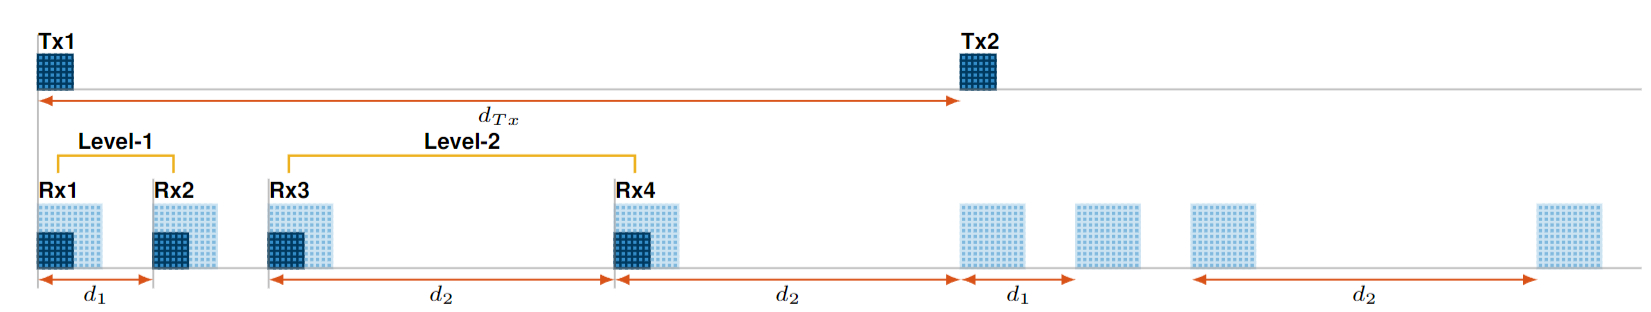 Tx1 Tx2
d_{Tx}
Level-1 Level-2
Rx1 Rx2 Rx3 Rx4
d_1 d_2 d_2 d_1 d_2